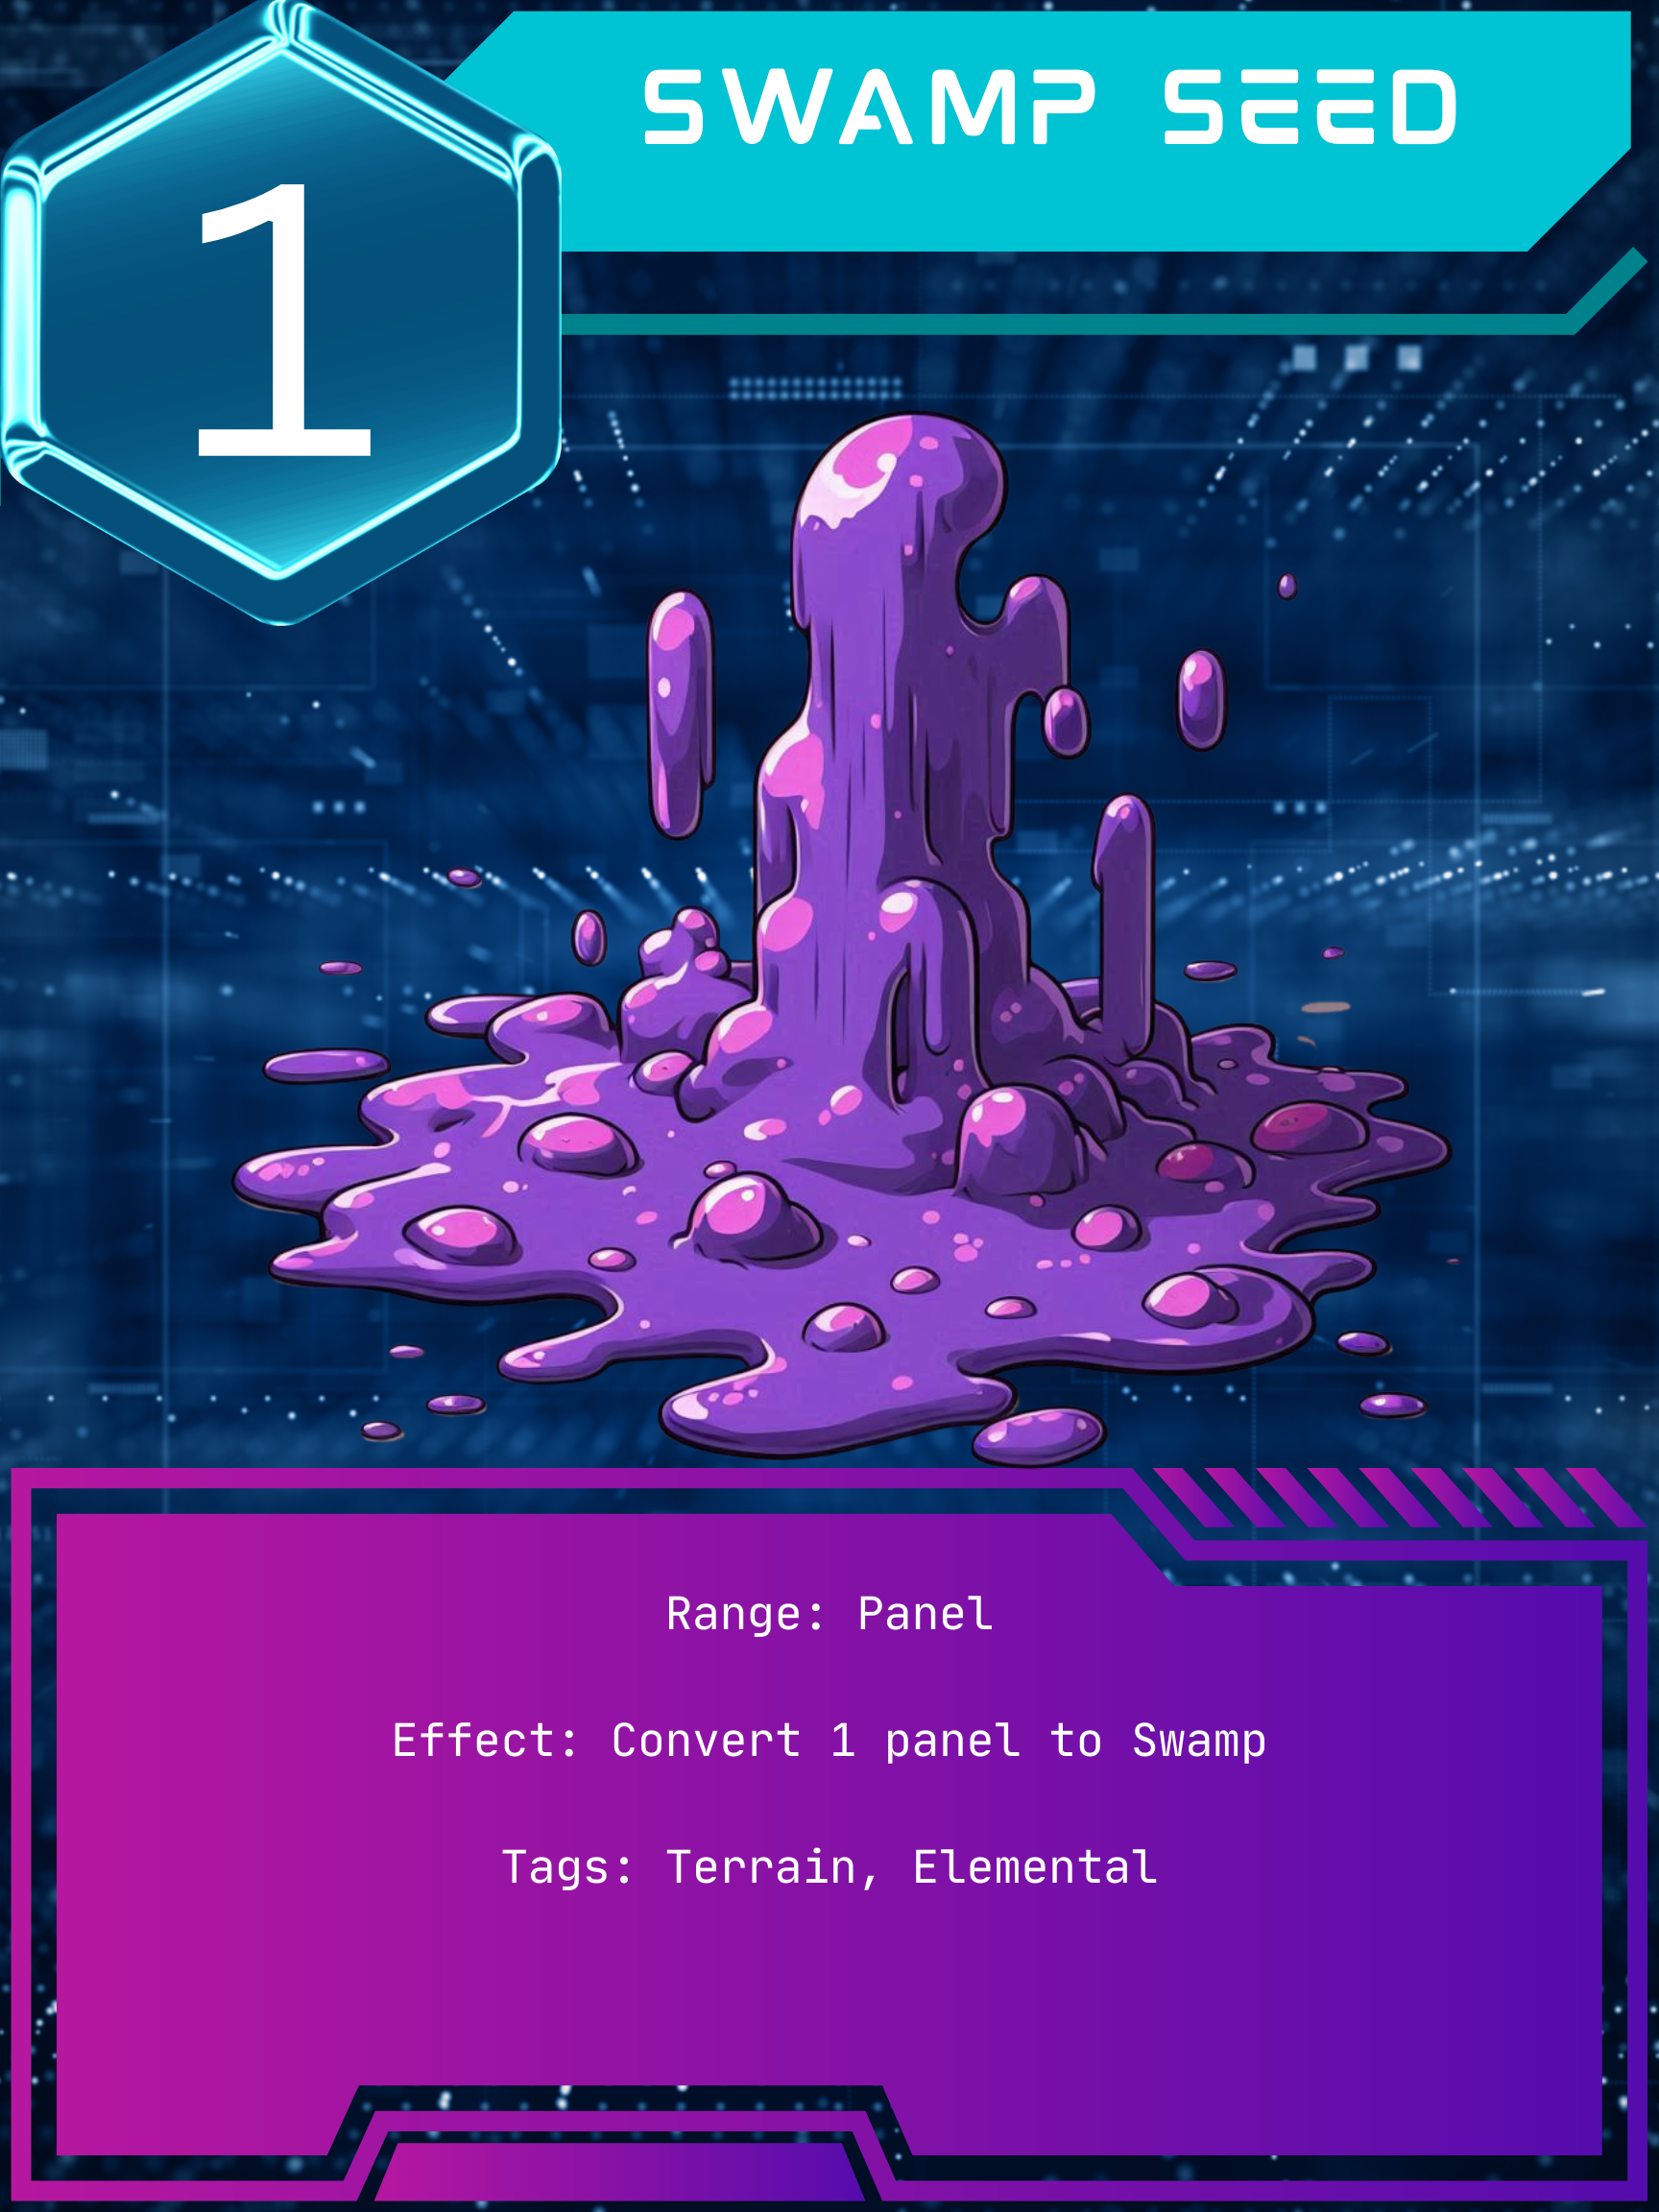 SWAMP SEED
1
Range: Panel
Effect: Convert 1 panel to Swamp
Tags: Terrain, Elemental